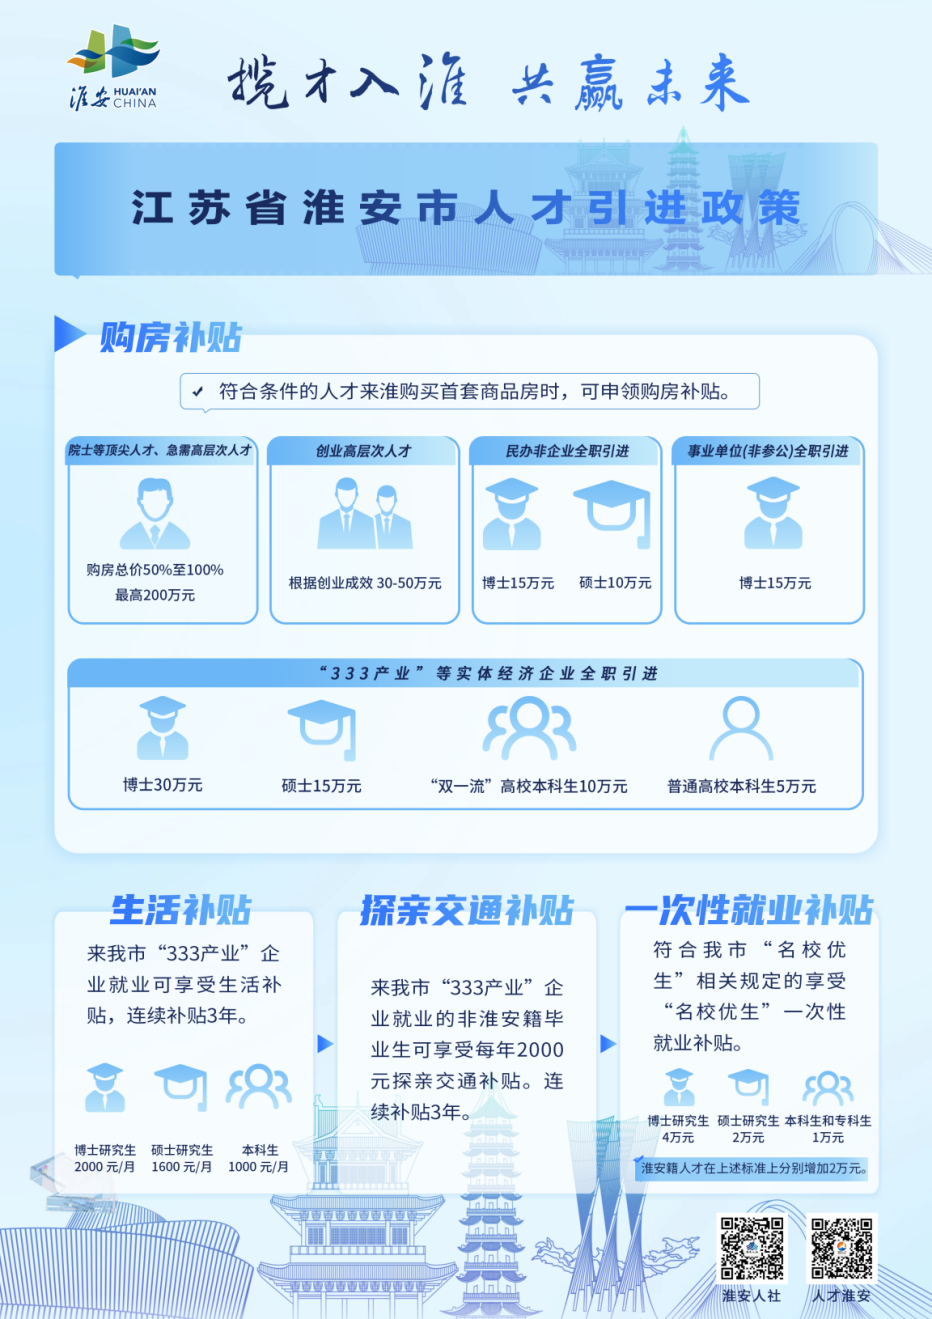 淮安 HUAI'AN CHINA
揽才入淮 共赢未来
江苏省淮安市人才引进政策
购房补贴
符合条件的人才来淮购买首套商品房时，可申领购房补贴。
院士等顶尖人才、急需高层次人才
购房总价50%至100%
最高200万元
创业高层次人才
根据创业成效 30-50万元
民办非企业全职引进
博士15万元 硕士10万元
事业单位(非参公)全职引进
博士15万元
“333产业”等实体经济企业全职引进
博士30万元 硕士15万元 “双一流”高校本科生10万元 普通高校本科生5万元
生活补贴
来我市“333产业”企
业就业可享受生活补
贴，连续补贴3年。
博士研究生 硕士研究生 本科生
2000 元/月 1600 元/月 1000 元/月
探亲交通补贴
来我市“333产业”企
业就业的非淮安籍毕
业生可享受每年2000
元探亲交通补贴。连
续补贴3年。
一次性就业补贴
符合我市“名校优
生”相关规定的享受
“名校优生”一次性
就业补贴。
博士研究生 硕士研究生 本科生和专科生
4万元 2万元 1万元
淮安籍人才在上述标准上分别增加2万元。
淮安人社 人才淮安